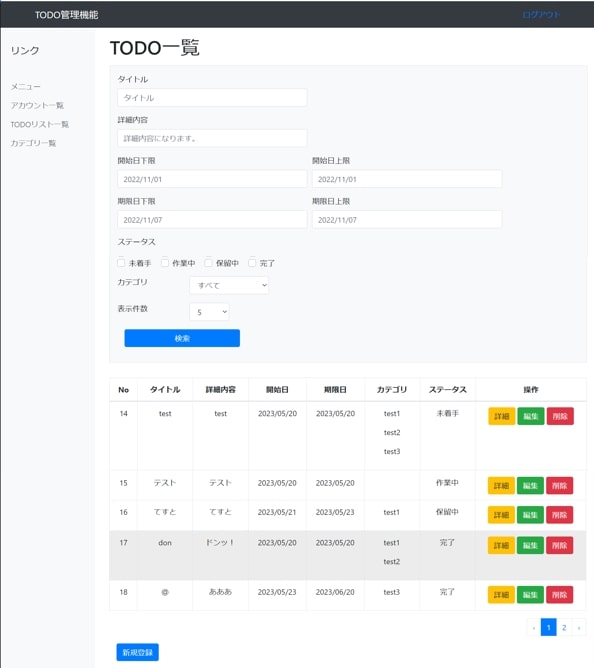 TODO管理機能 ログアウト
リンク
メニュー
アカウント一覧
TODOリスト一覧
カテゴリ一覧
TODO一覧
タイトル
タイトル
詳細内容
詳細内容になります。
開始日下限 開始日上限
2022/11/01 2022/11/01
期限日下限 期限日上限
2022/11/07 2022/11/07
ステータス
未着手 作業中 保留中 完了
カテゴリ すべて
表示件数 5
検索
No タイトル 詳細内容 開始日 期限日 カテゴリ ステータス 操作
14 test test 2023/05/20 2023/05/20 test1 未着手 詳細 編集 削除
test2
test3
15 テスト テスト 2023/05/20 2023/05/20 作業中 詳細 編集 削除
16 てすと てすと 2023/05/21 2023/05/23 test1 保留中 詳細 編集 削除
17 don ドンッ！ 2023/05/20 2023/05/20 test1 完了 詳細 編集 削除
test2
18 @ あああ 2023/05/23 2023/06/20 test3 完了 詳細 編集 削除
‹ 1 2 ›
新規登録